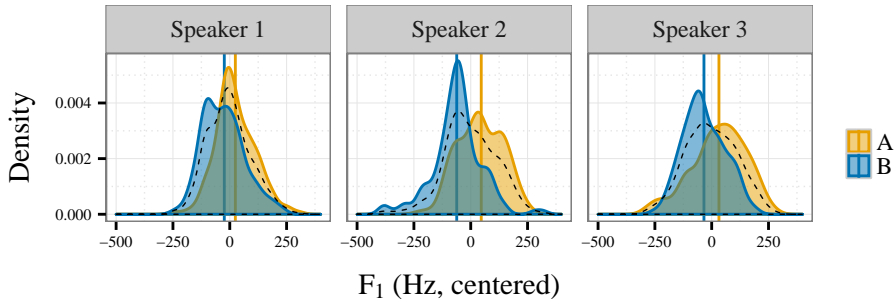 Speaker 1 Speaker 2 Speaker 3
Density
0.004
0.002
0.000
−500 −250 0 250 −500 −250 0 250 −500 −250 0 250
F₁ (Hz, centered)
A
B